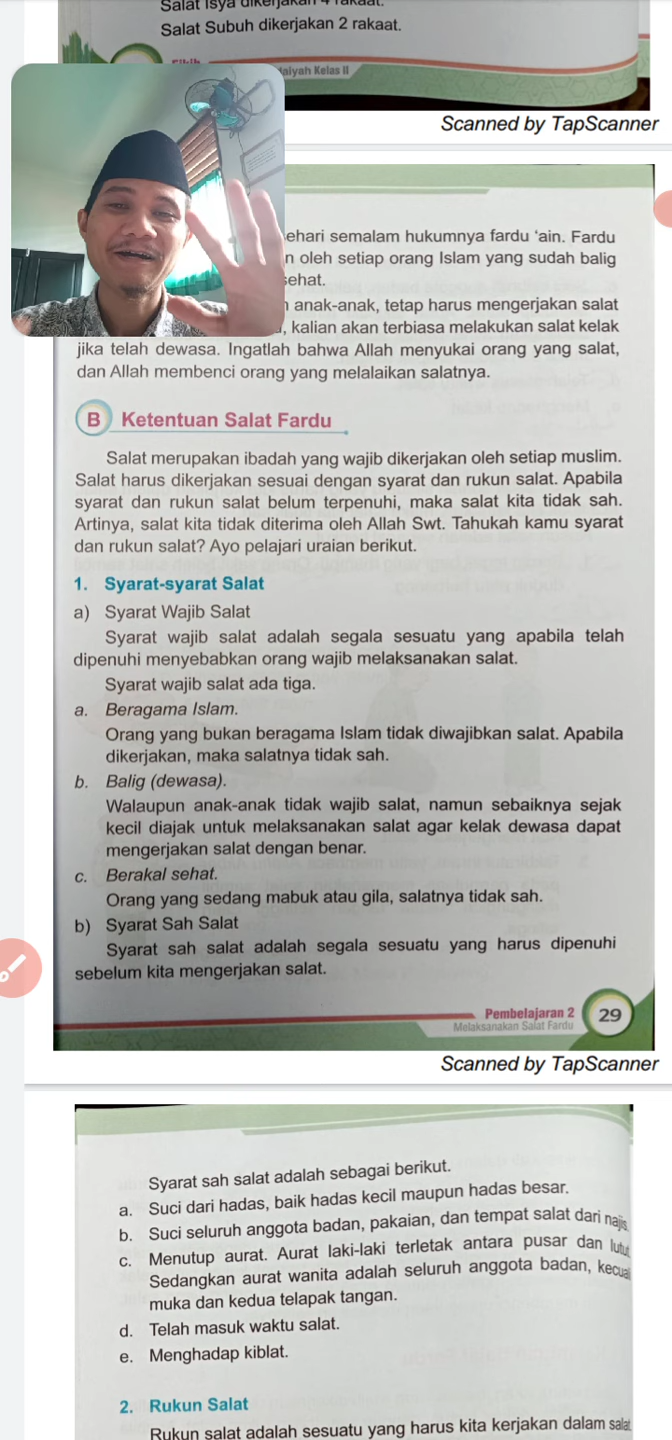 Salat Isya dikerjakan 4 rakaat.
Salat Subuh dikerjakan 2 rakaat.
Kelas II
Scanned by TapScanner
ehari semalam hukumnya fardu ‘ain. Fardu
n oleh setiap orang Islam yang sudah balig
sehat.
anak-anak, tetap harus mengerjakan salat
, kalian akan terbiasa melakukan salat kelak
jika telah dewasa. Ingatlah bahwa Allah menyukai orang yang salat,
dan Allah membenci orang yang melalaikan salatnya.
B Ketentuan Salat Fardu
Salat merupakan ibadah yang wajib dikerjakan oleh setiap muslim.
Salat harus dikerjakan sesuai dengan syarat dan rukun salat. Apabila
syarat dan rukun salat belum terpenuhi, maka salat kita tidak sah.
Artinya, salat kita tidak diterima oleh Allah Swt. Tahukah kamu syarat
dan rukun salat? Ayo pelajari uraian berikut.
1. Syarat-syarat Salat
a) Syarat Wajib Salat
Syarat wajib salat adalah segala sesuatu yang apabila telah
dipenuhi menyebabkan orang wajib melaksanakan salat.
Syarat wajib salat ada tiga.
a. Beragama Islam.
Orang yang bukan beragama Islam tidak diwajibkan salat. Apabila
dikerjakan, maka salatnya tidak sah.
b. Balig (dewasa).
Walaupun anak-anak tidak wajib salat, namun sebaiknya sejak
kecil diajak untuk melaksanakan salat agar kelak dewasa dapat
mengerjakan salat dengan benar.
c. Berakal sehat.
Orang yang sedang mabuk atau gila, salatnya tidak sah.
b) Syarat Sah Salat
Syarat sah salat adalah segala sesuatu yang harus dipenuhi
sebelum kita mengerjakan salat.
Pembelajaran 2
Melaksanakan Salat Fardu
29
Scanned by TapScanner
Syarat sah salat adalah sebagai berikut.
a. Suci dari hadas, baik hadas kecil maupun hadas besar.
b. Suci seluruh anggota badan, pakaian, dan tempat salat dari najis
c. Menutup aurat. Aurat laki-laki terletak antara pusar dan lutut
Sedangkan aurat wanita adalah seluruh anggota badan, kecual
muka dan kedua telapak tangan.
d. Telah masuk waktu salat.
e. Menghadap kiblat.
2. Rukun Salat
Rukun salat adalah sesuatu yang harus kita kerjakan dalam salat